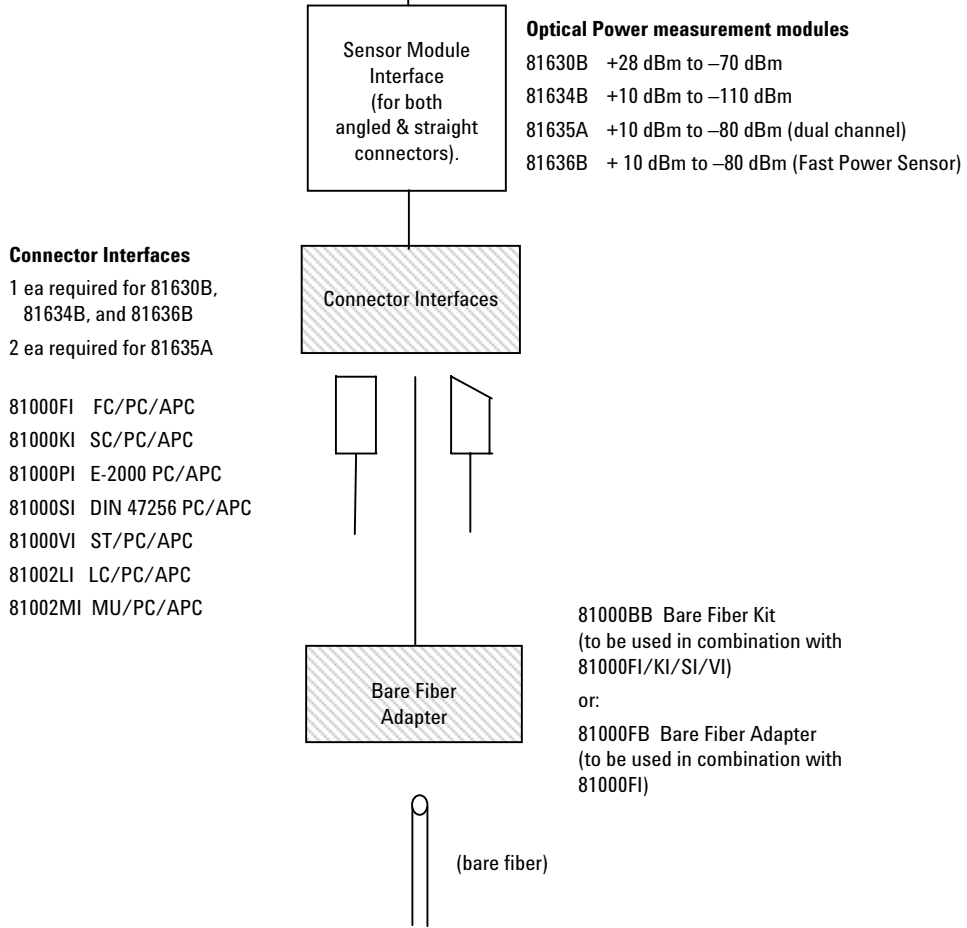 Sensor Module
Interface
(for both
angled & straight
connectors).
Optical Power measurement modules
81630B +28 dBm to –70 dBm
81634B +10 dBm to –110 dBm
81635A +10 dBm to –80 dBm (dual channel)
81636B + 10 dBm to –80 dBm (Fast Power Sensor)
Connector Interfaces
1 ea required for 81630B,
81634B, and 81636B
2 ea required for 81635A
81000FI FC/PC/APC
81000KI SC/PC/APC
81000PI E-2000 PC/APC
81000SI DIN 47256 PC/APC
81000VI ST/PC/APC
81002LI LC/PC/APC
81002MI MU/PC/APC
Connector Interfaces
Bare Fiber
Adapter
81000BB Bare Fiber Kit
(to be used in combination with
81000FI/KI/SI/VI)
or:
81000FB Bare Fiber Adapter
(to be used in combination with
81000FI)
(bare fiber)